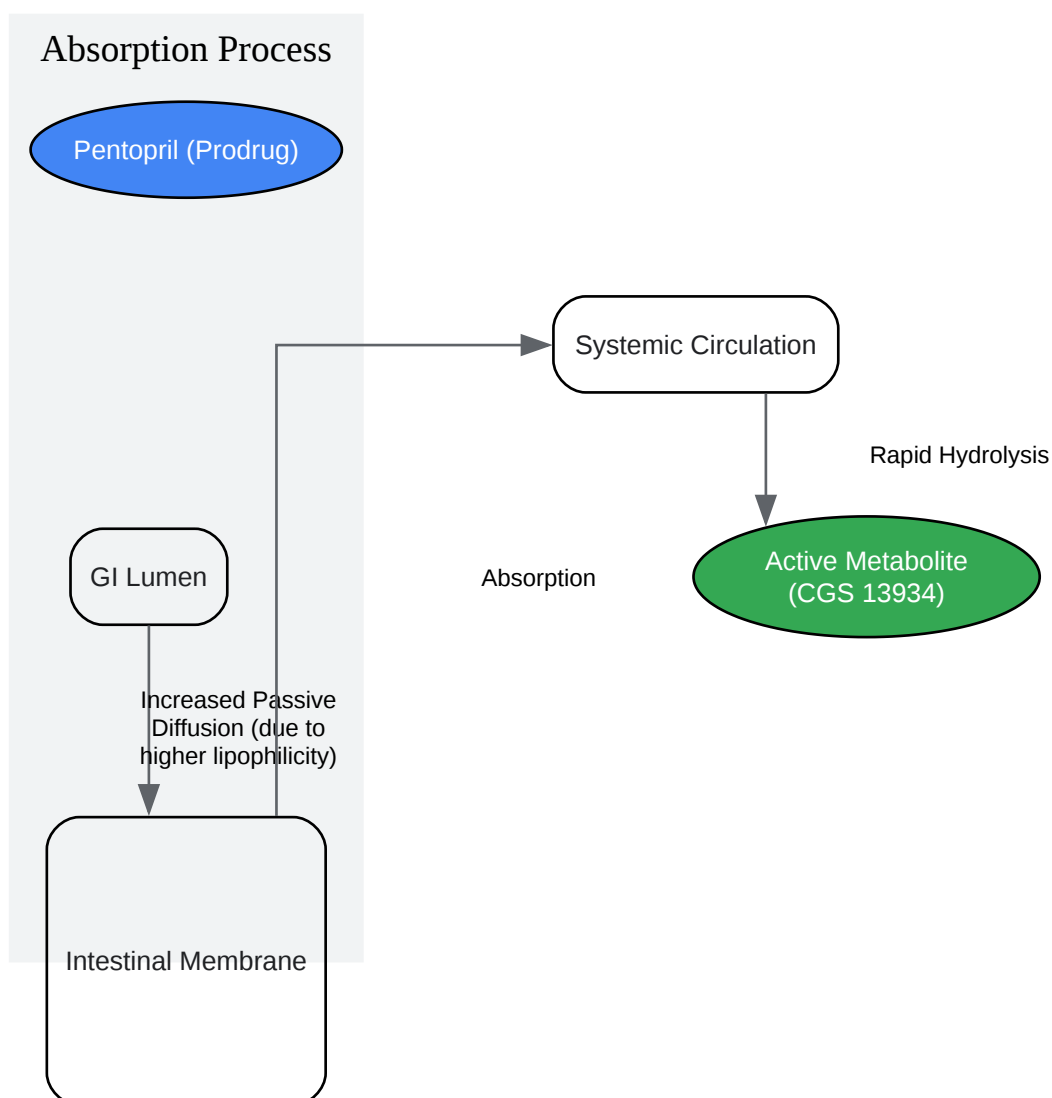 Absorption Process
Pentopril (Prodrug)
Systemic Circulation
Rapid Hydrolysis
GI Lumen
Absorption
Active Metabolite
(CGS 13934)
Increased Passive
Diffusion (due to
higher lipophilicity)
Intestinal Membrane